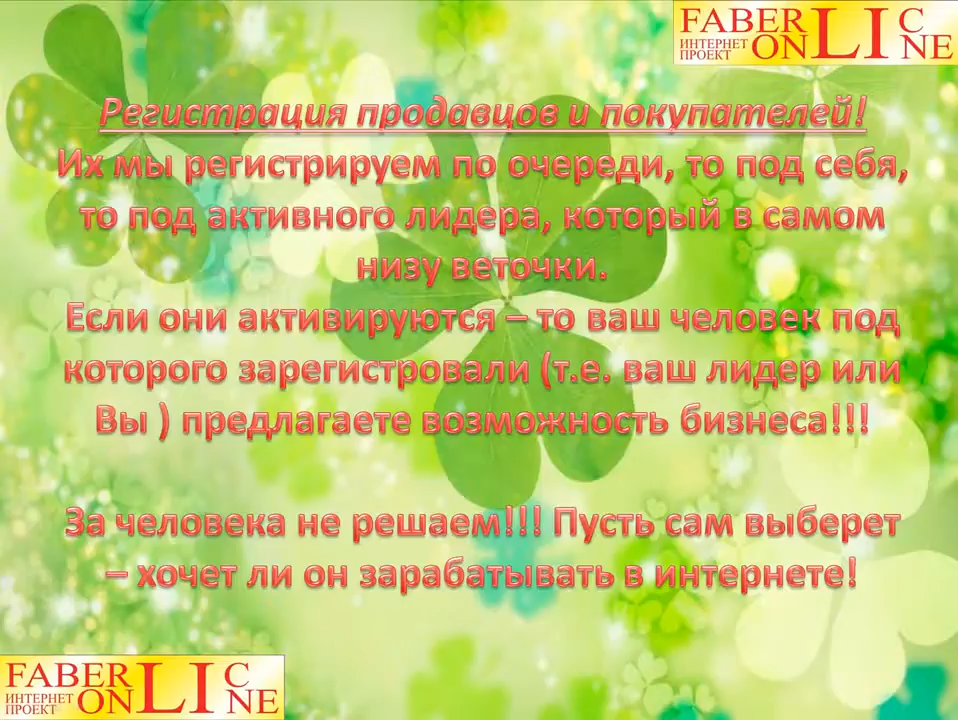 FABERLIC
ИНТЕРНЕТ ПРОЕКТ ONLINE
Регистрация продавцов и покупателей!
Их мы регистрируем по очереди, то под себя,
то под активного лидера, который в самом
низу веточки.
Если они активируются – то ваш человек под
которого зарегистровали (т.е. ваш лидер или
Вы ) предлагаете возможность бизнеса!!!
За человека не решаем!!! Пусть сам выберет
– хочет ли он зарабатывать в интернете!
FABERLIC
ИНТЕРНЕТ ПРОЕКТ ONLINE